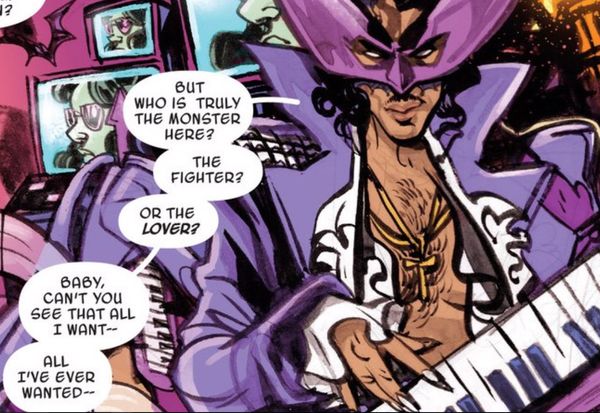 ?
BUT
WHO IS TRULY
THE MONSTER
HERE?
THE
FIGHTER?
OR THE
LOVER?
BABY,
CAN'T YOU
SEE THAT ALL
I WANT--
ALL
I'VE EVER
WANTED--